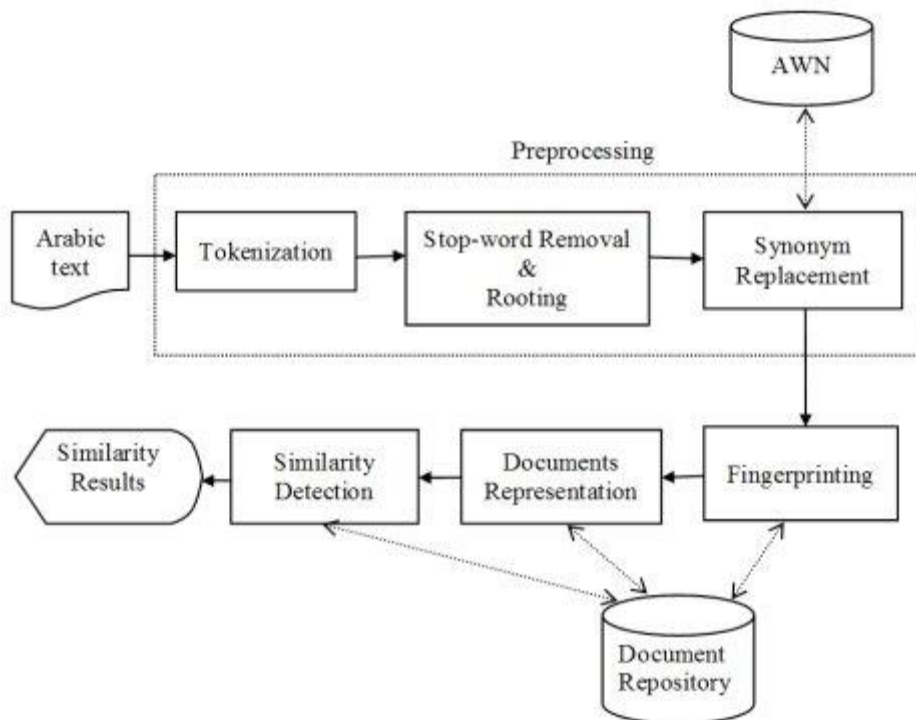 AWN
Preprocessing
Arabic
text
Tokenization
Stop-word Removal
&
Rooting
Synonym
Replacement
Similarity
Results
Similarity
Detection
Documents
Representation
Fingerprinting
Document
Repository